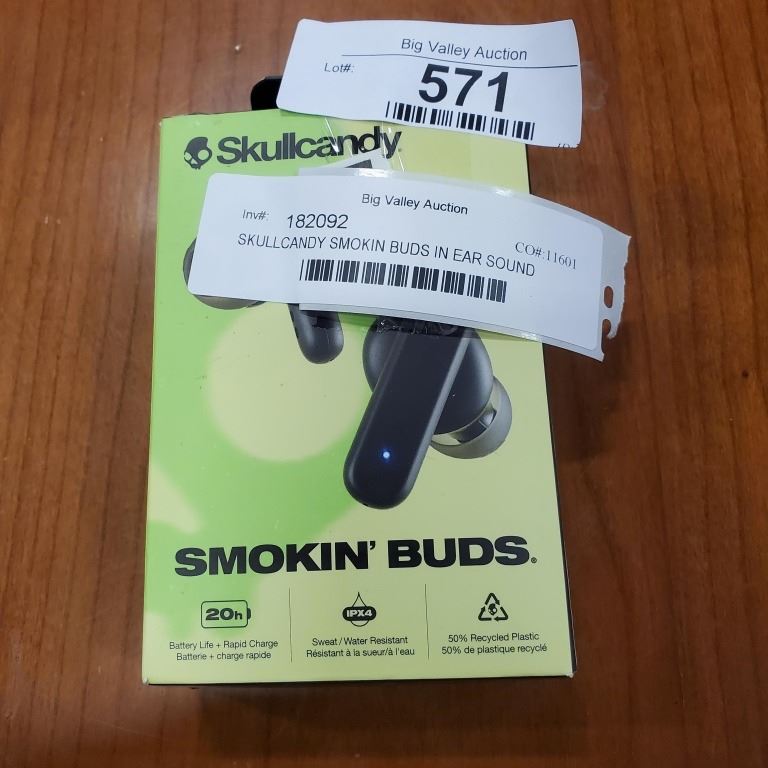 Big Valley Auction
Lot#: 571
Skullcandy
Big Valley Auction
Inv#: 182092
CO#:11601
SKULLCANDY SMOKIN BUDS IN EAR SOUND
SMOKIN' BUDS®
20h
Battery Life + Rapid Charge
Batterie + charge rapide
IPX4
Sweat / Water Resistant
Résistant à la sueur/à l'eau
50% Recycled Plastic
50% de plastique recyclé